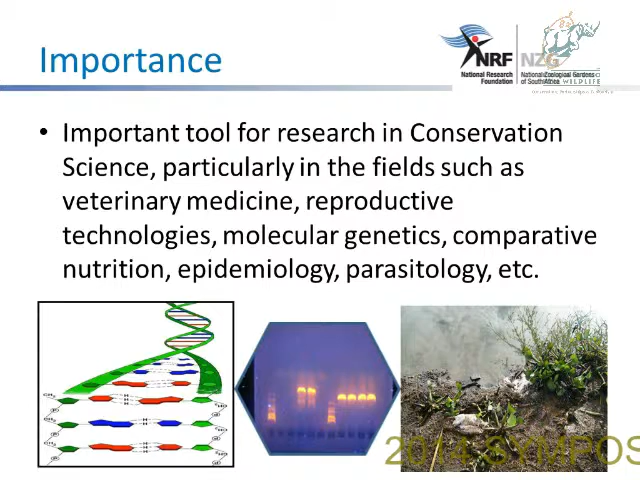 Importance
NRF
National Research
Foundation
NZG
National Zoological Gardens
of South Africa
• Important tool for research in Conservation
Science, particularly in the fields such as
veterinary medicine, reproductive
technologies, molecular genetics, comparative
nutrition, epidemiology, parasitology, etc.
2014 SYMPOS